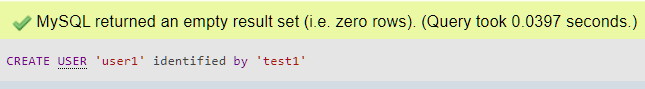 MySQL returned an empty result set (i.e. zero rows). (Query took 0.0397 seconds.)
CREATE USER 'user1' identified by 'test1'